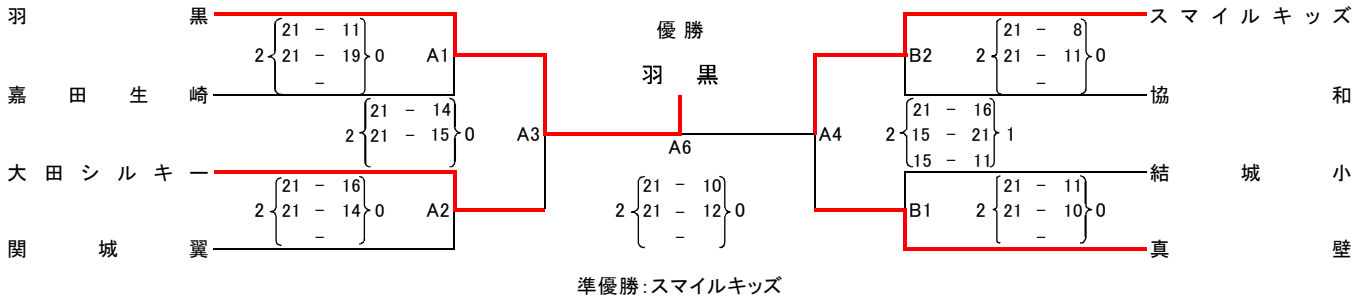 羽黒
21 - 11
2 21 - 19 0
-
A1
嘉田生崎
21 - 14
2 21 - 15 0
A3
大田シルキー
21 - 16
2 21 - 14 0
-
A2
関城翼
優勝
羽黒
A6
21 - 10
2 21 - 12 0
-
準優勝:スマイルキッズ
スマイルキッズ
21 - 8
B2 2 21 - 11 0
-
協和
21 - 16
A4 2 15 - 21 1
15 - 11
結城小
21 - 11
B1 2 21 - 10 0
-
真壁